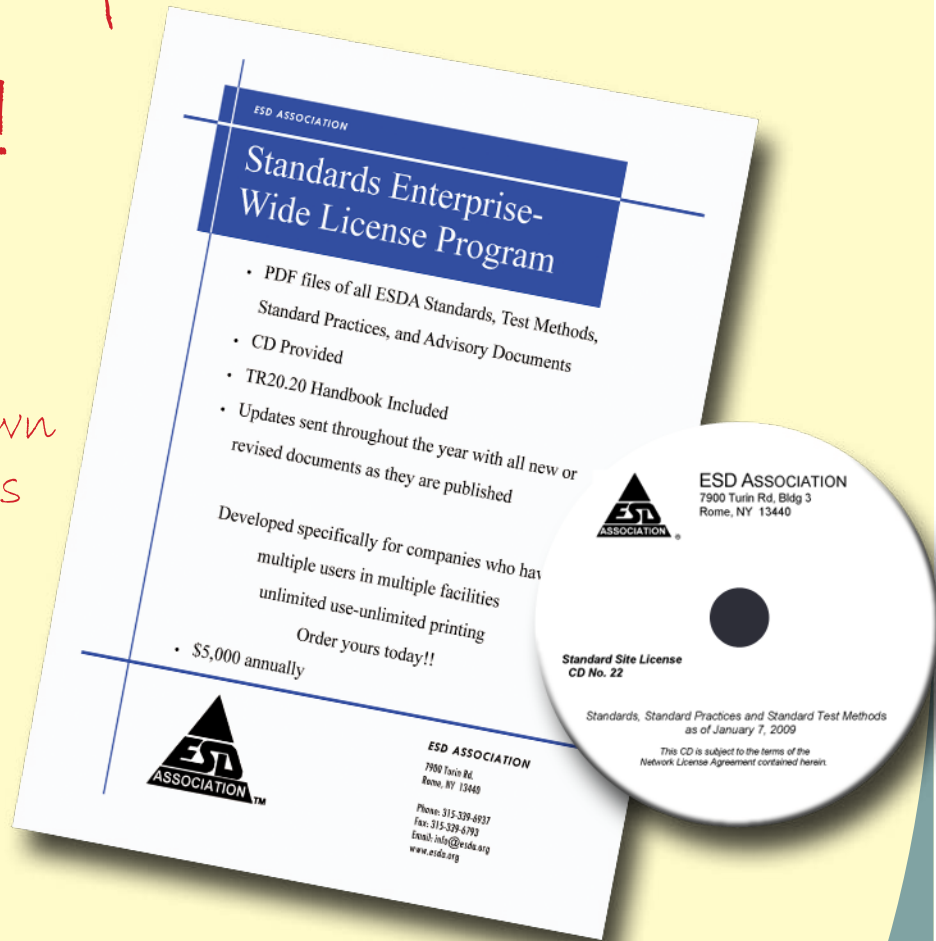 !
wn
s
ESD ASSOCIATION
Standards Enterprise-
Wide License Program
• PDF files of all ESDA Standards, Test Methods,
Standard Practices, and Advisory Documents
• CD Provided
• TR20.20 Handbook Included
• Updates sent throughout the year with all new or
revised documents as they are published
Developed specifically for companies who hav
multiple users in multiple facilities
unlimited use-unlimited printing
Order yours today!!
• $5,000 annually
ESD
ASSOCIATION TM
ESD ASSOCIATION
7900 Turin Rd.
Rome, NY 13440
Phone: 315-339-6937
Fax: 315-339-6793
Email: info@esda.org
www.esda.org
ESD
ASSOCIATION ®
ESD ASSOCIATION
7900 Turin Rd, Bldg 3
Rome, NY 13440
Standard Site License
CD No. 22
Standards, Standard Practices and Standard Test Methods
as of January 7, 2009
This CD is subject to the terms of the
Network License Agreement contained herein.